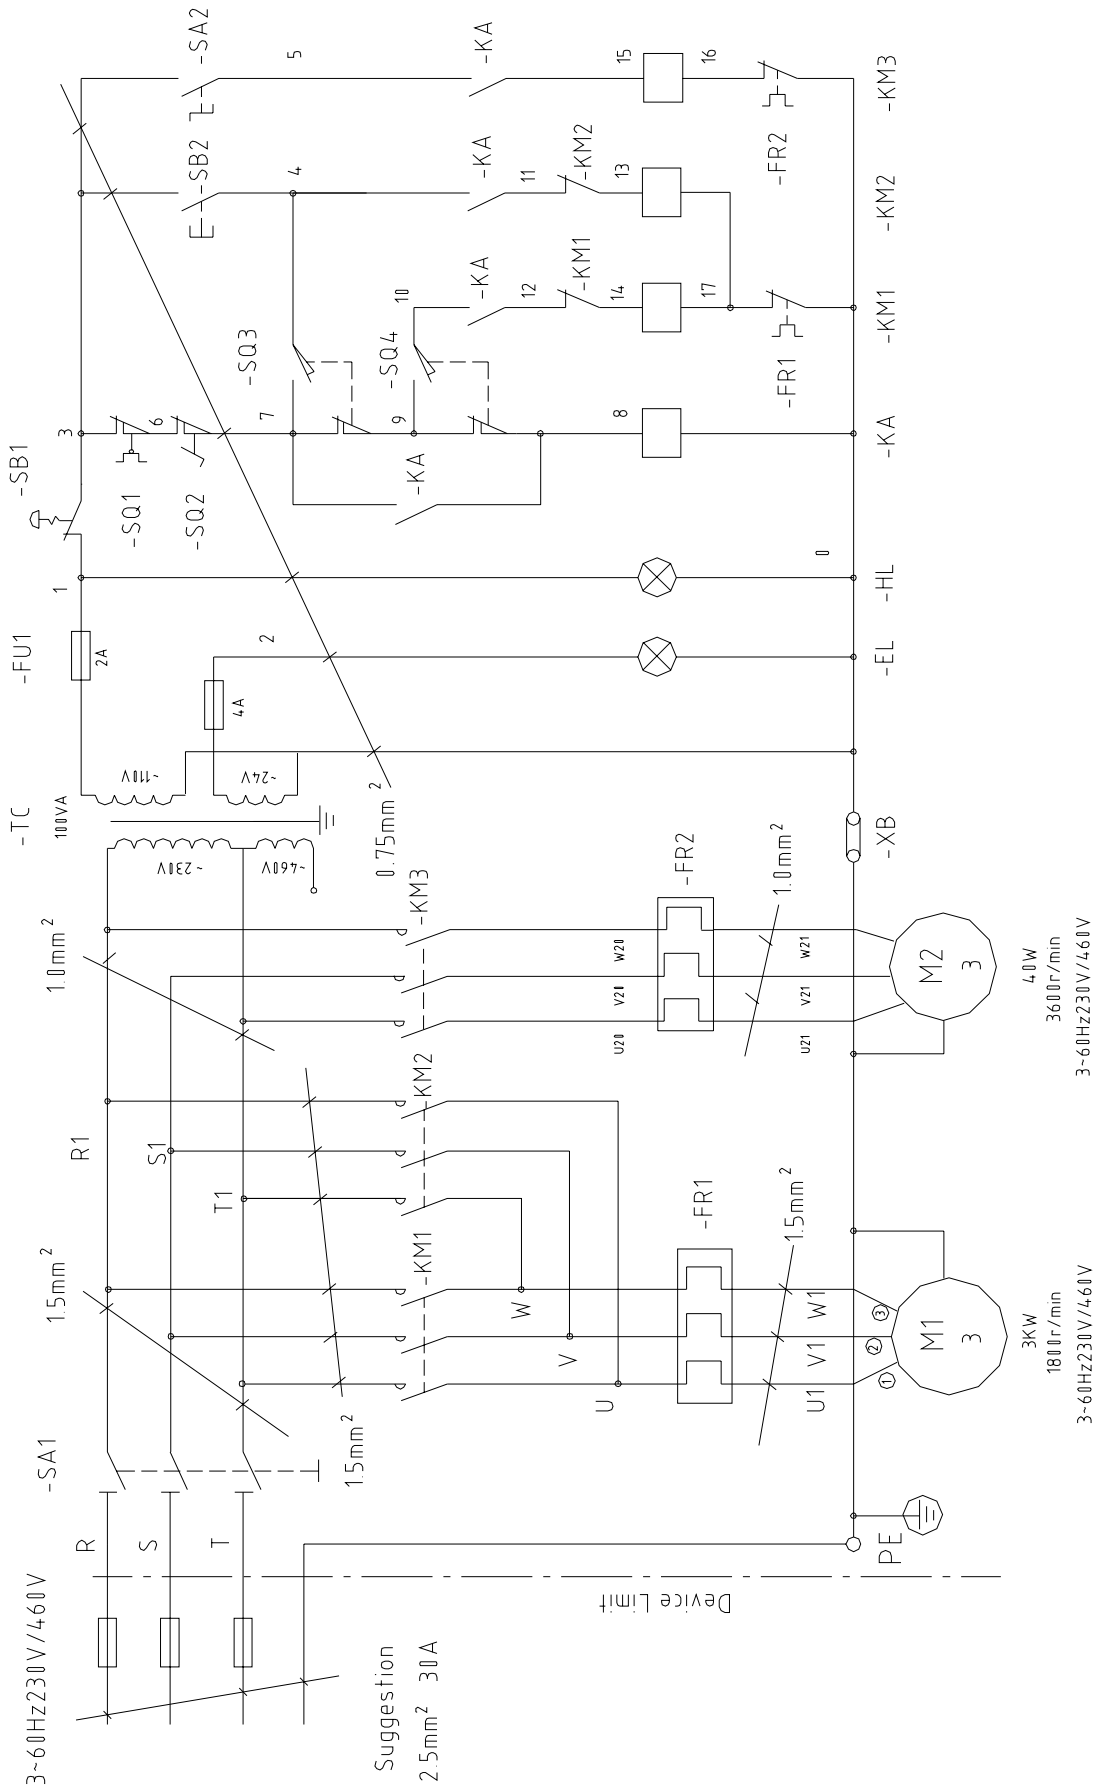 3~60Hz230V/460V
R
S
T
Suggestion
2.5mm² 30A
Device Limit
PE
-SA1
1.5mm²
1.5mm²
R1
S1
T1
-KM1
-KM2
W
V
U
-FR1
1.5mm²
U1
V1
W1
1
2
3
M1
3
3KW
1800r/min
3~60Hz230V/460V
1.0mm²
-KM3
U20
V20
W20
-FR2
1.0mm²
U21
V21
W21
M2
3
40W
3600r/min
3~60Hz230V/460V
-XB
-TC
100VA
~230V
~460V
~110V
~24V
0.75mm²
-FU1
2A
4A
1
2
-EL
-HL
0
-SB1
3
-SQ1
6
-SQ2
7
-SQ3
9
-SQ4
-KA
8
-KA
10
-KA
12
-KM1
14
17
-FR1
-KM1
-SB2
4
-KA
11
-KM2
13
-KM2
-SA2
5
-KA
15
16
-FR2
-KM3